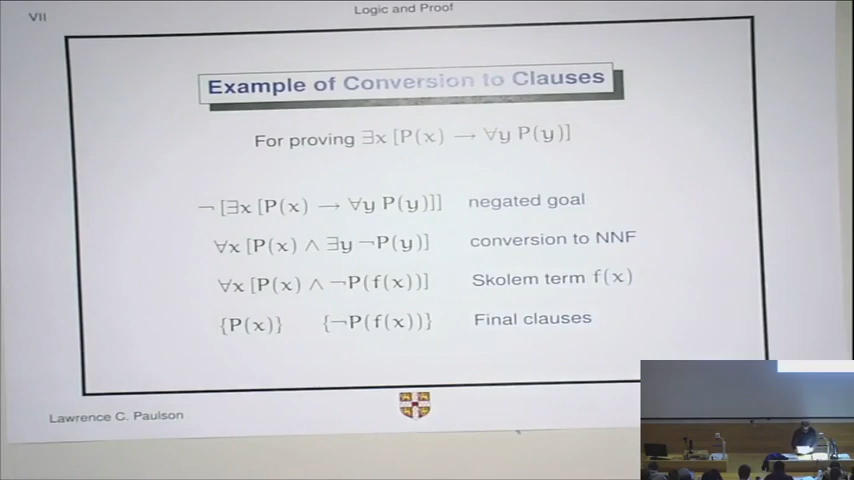 VII
Logic and Proof
Example of Conversion to Clauses
For proving ∃x [P(x) → ∀y P(y)]
¬ [∃x [P(x) → ∀y P(y)]] negated goal
∀x [P(x) ∧ ∃y ¬P(y)] conversion to NNF
∀x [P(x) ∧ ¬P(f(x))] Skolem term f(x)
{P(x)} {¬P(f(x))} Final clauses
Lawrence C. Paulson